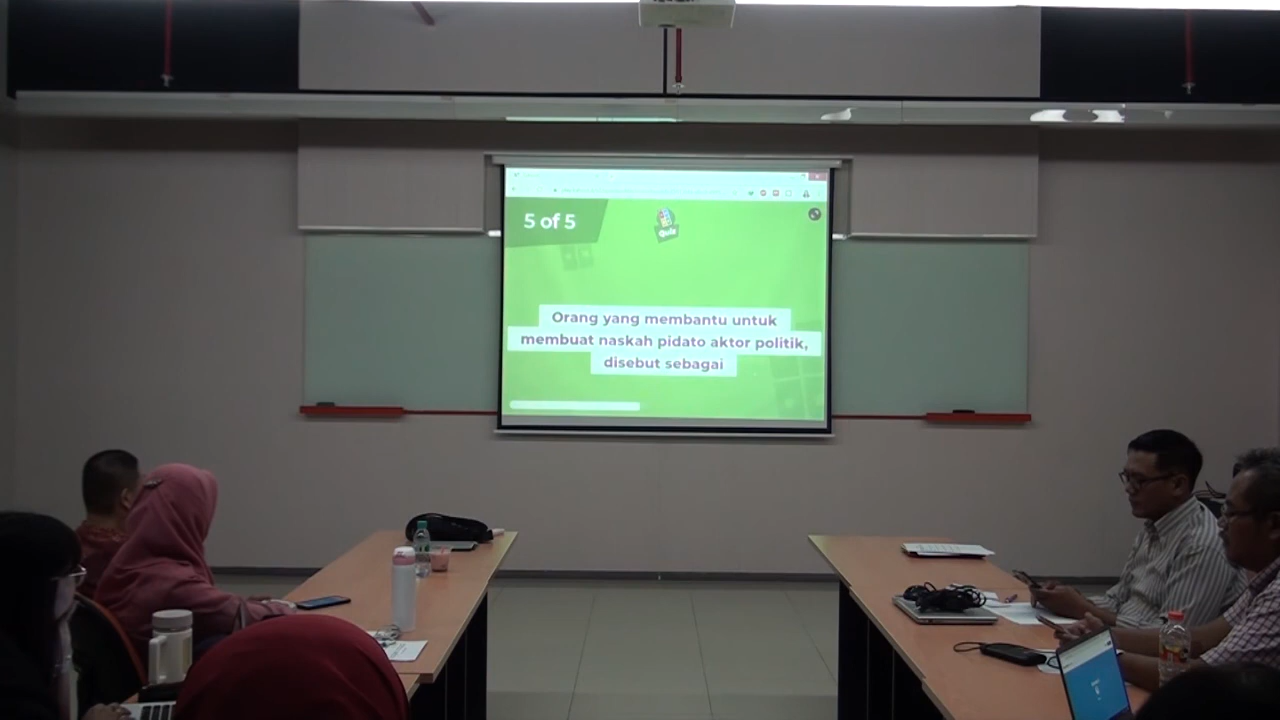 5 of 5
Quiz
Orang yang membantu untuk
membuat naskah pidato aktor politik,
disebut sebagai